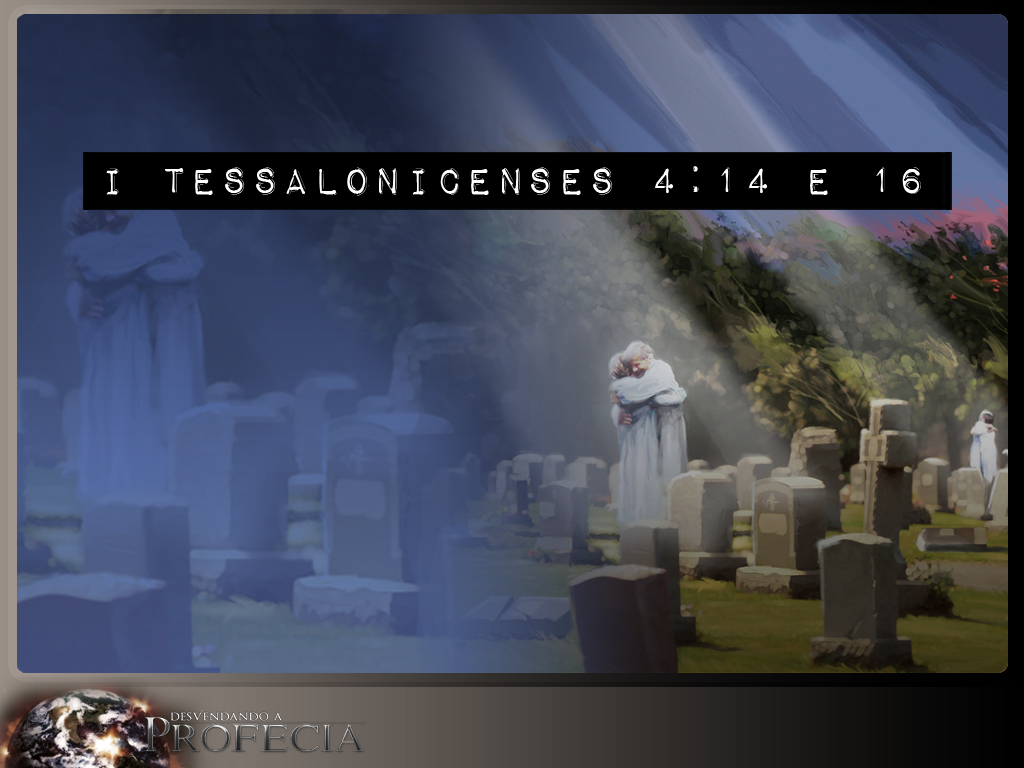 I TESSALONICENSES 4:14 E 16
DESVENDANDO A
PROFECIA